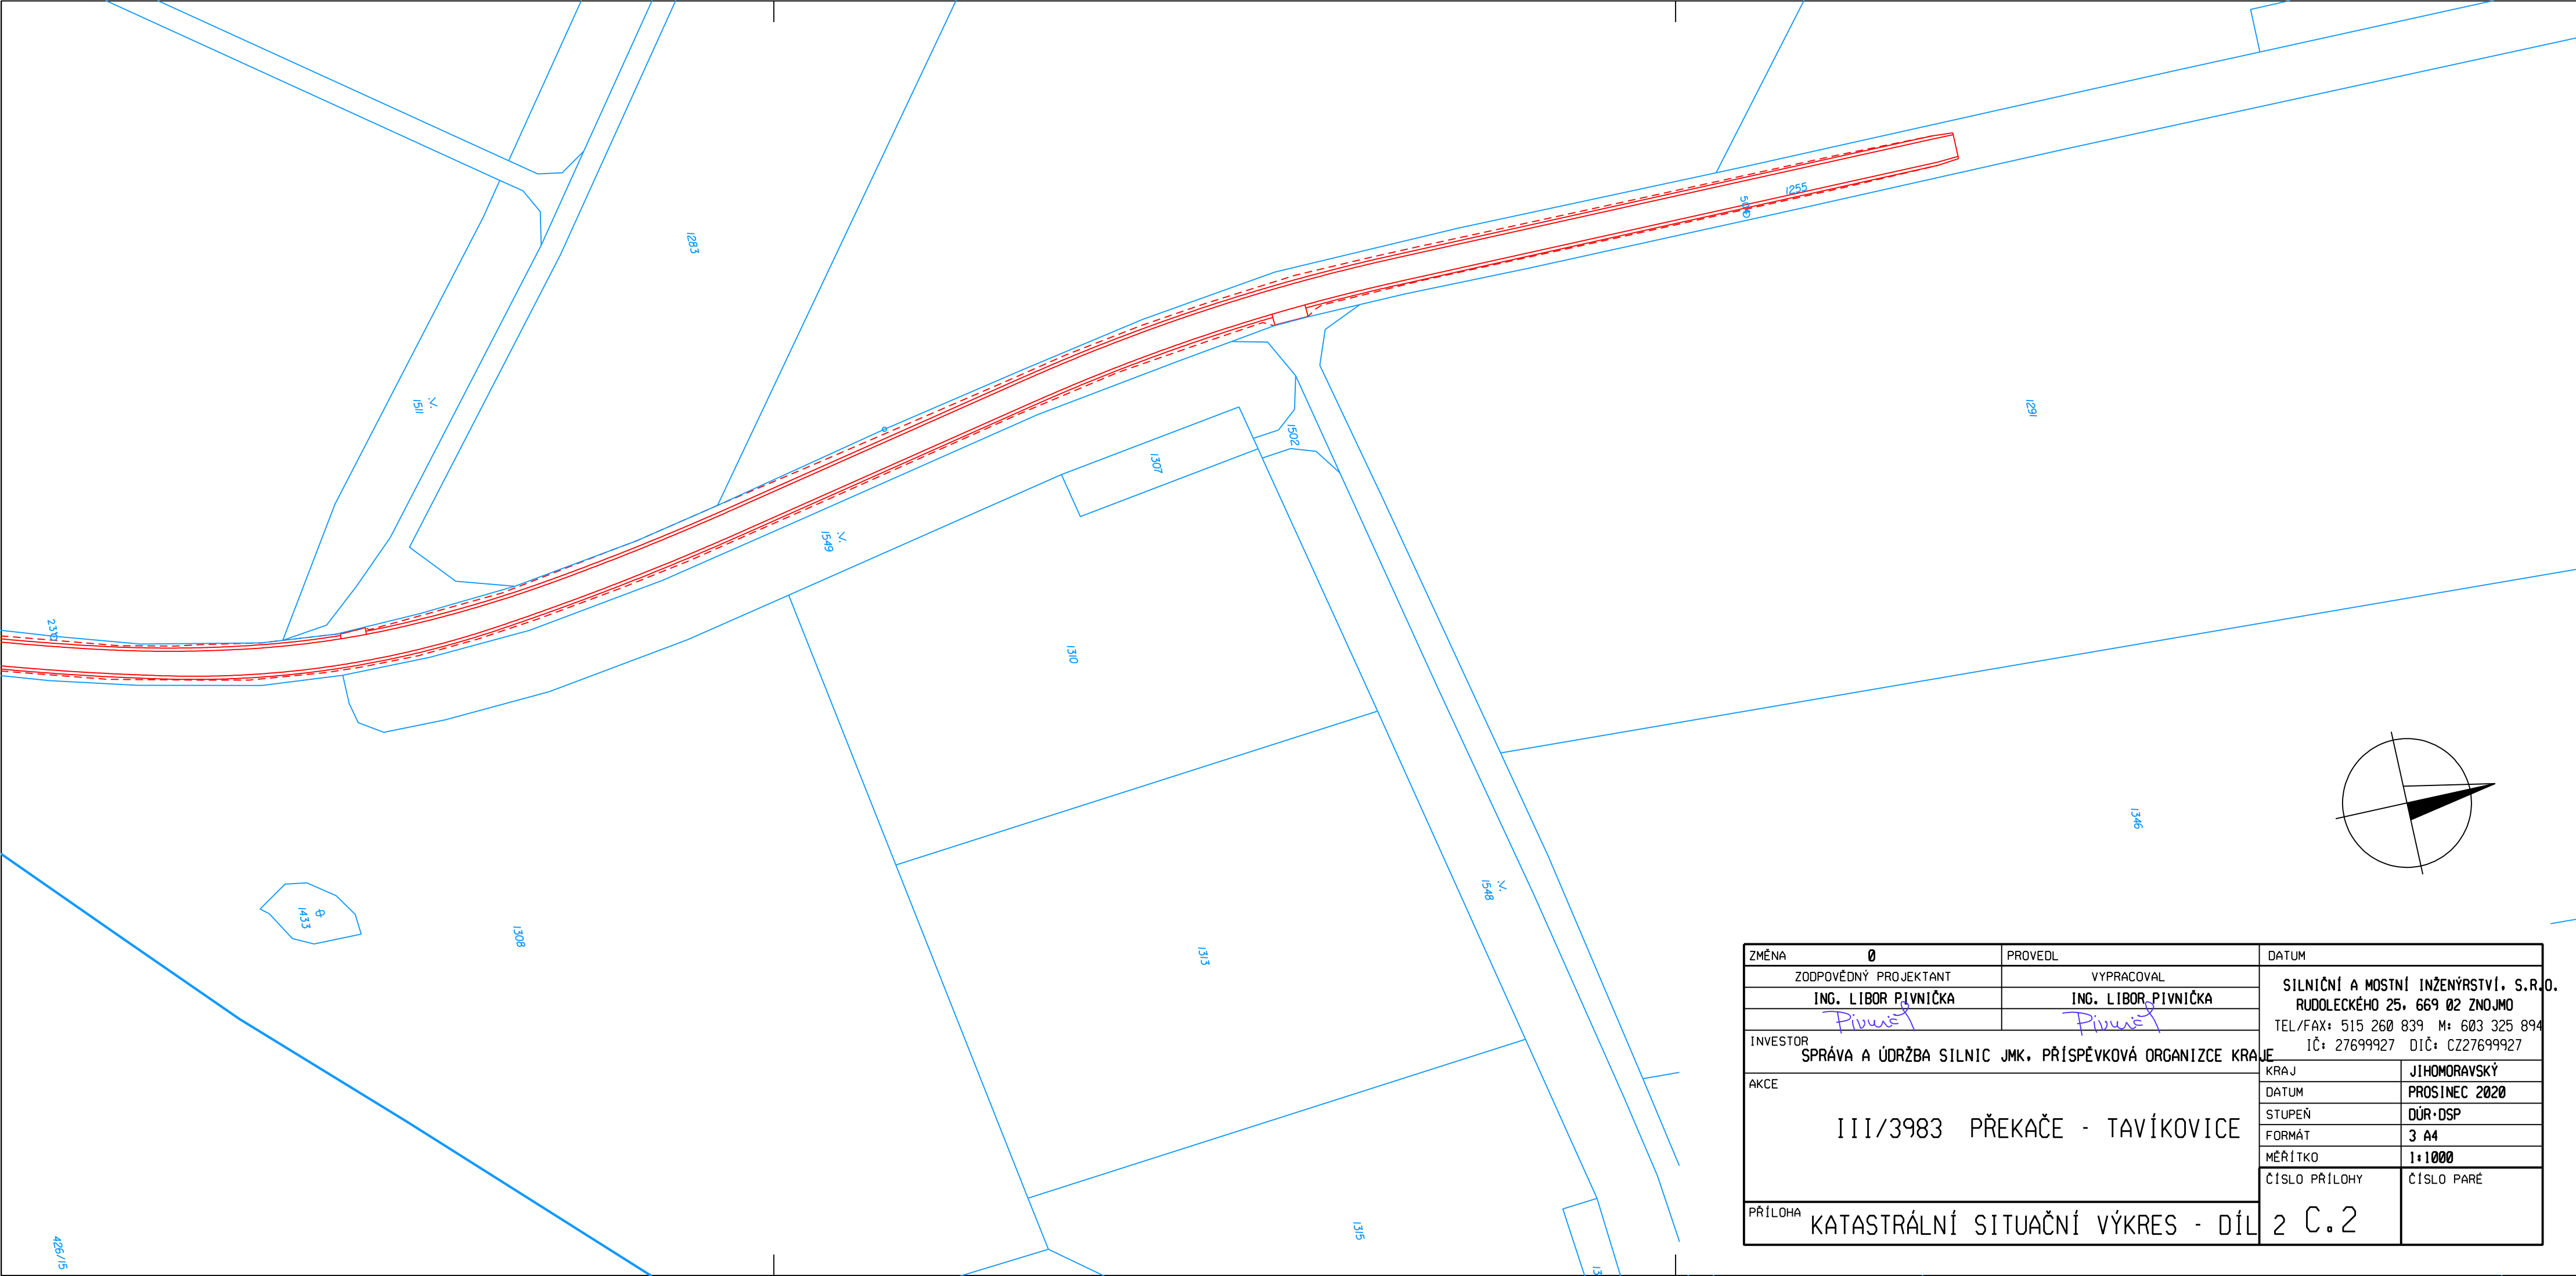 1283
1255
506
1511
1502
1291
1307
1549
1310
1346
1548
1433
1308
1313
1315
426/15
ZMĚNA 0 PROVEDL DATUM
ZODPOVĚDNÝ PROJEKTANT VYPRACOVAL
ING. LIBOR PIVNIČKA ING. LIBOR PIVNIČKA
SILNIČNÍ A MOSTNÍ INŽENÝRSTVÍ, S.R.O.
RUDOLECKÉHO 25, 669 02 ZNOJMO
TEL/FAX: 515 260 839 M: 603 325 894
IČ: 27699927 DIČ: CZ27699927
INVESTOR
SPRÁVA A ÚDRŽBA SILNIC JMK, PŘÍSPĚVKOVÁ ORGANIZCE KRAJE
KRAJ JIHOMORAVSKÝ
DATUM PROSINEC 2020
STUPEŇ DÚR+DSP
FORMÁT 3 A4
MĚŘÍTKO 1:1000
AKCE
III/3983 PŘEKAČE - TAVÍKOVICE
ČÍSLO PŘÍLOHY ČÍSLO PARÉ
C.2
PŘÍLOHA
KATASTRÁLNÍ SITUAČNÍ VÝKRES - DÍL 2